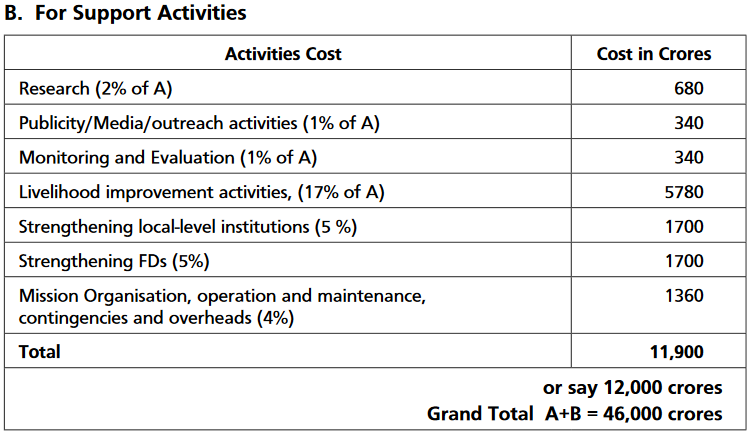 B. For Support Activities
Activities Cost Cost in Crores
Research (2% of A) 680
Publicity/Media/outreach activities (1% of A) 340
Monitoring and Evaluation (1% of A) 340
Livelihood improvement activities, (17% of A) 5780
Strengthening local-level institutions (5 %) 1700
Strengthening FDs (5%) 1700
Mission Organisation, operation and maintenance, 1360
contingencies and overheads (4%)
Total 11,900
or say 12,000 crores
Grand Total A+B = 46,000 crores